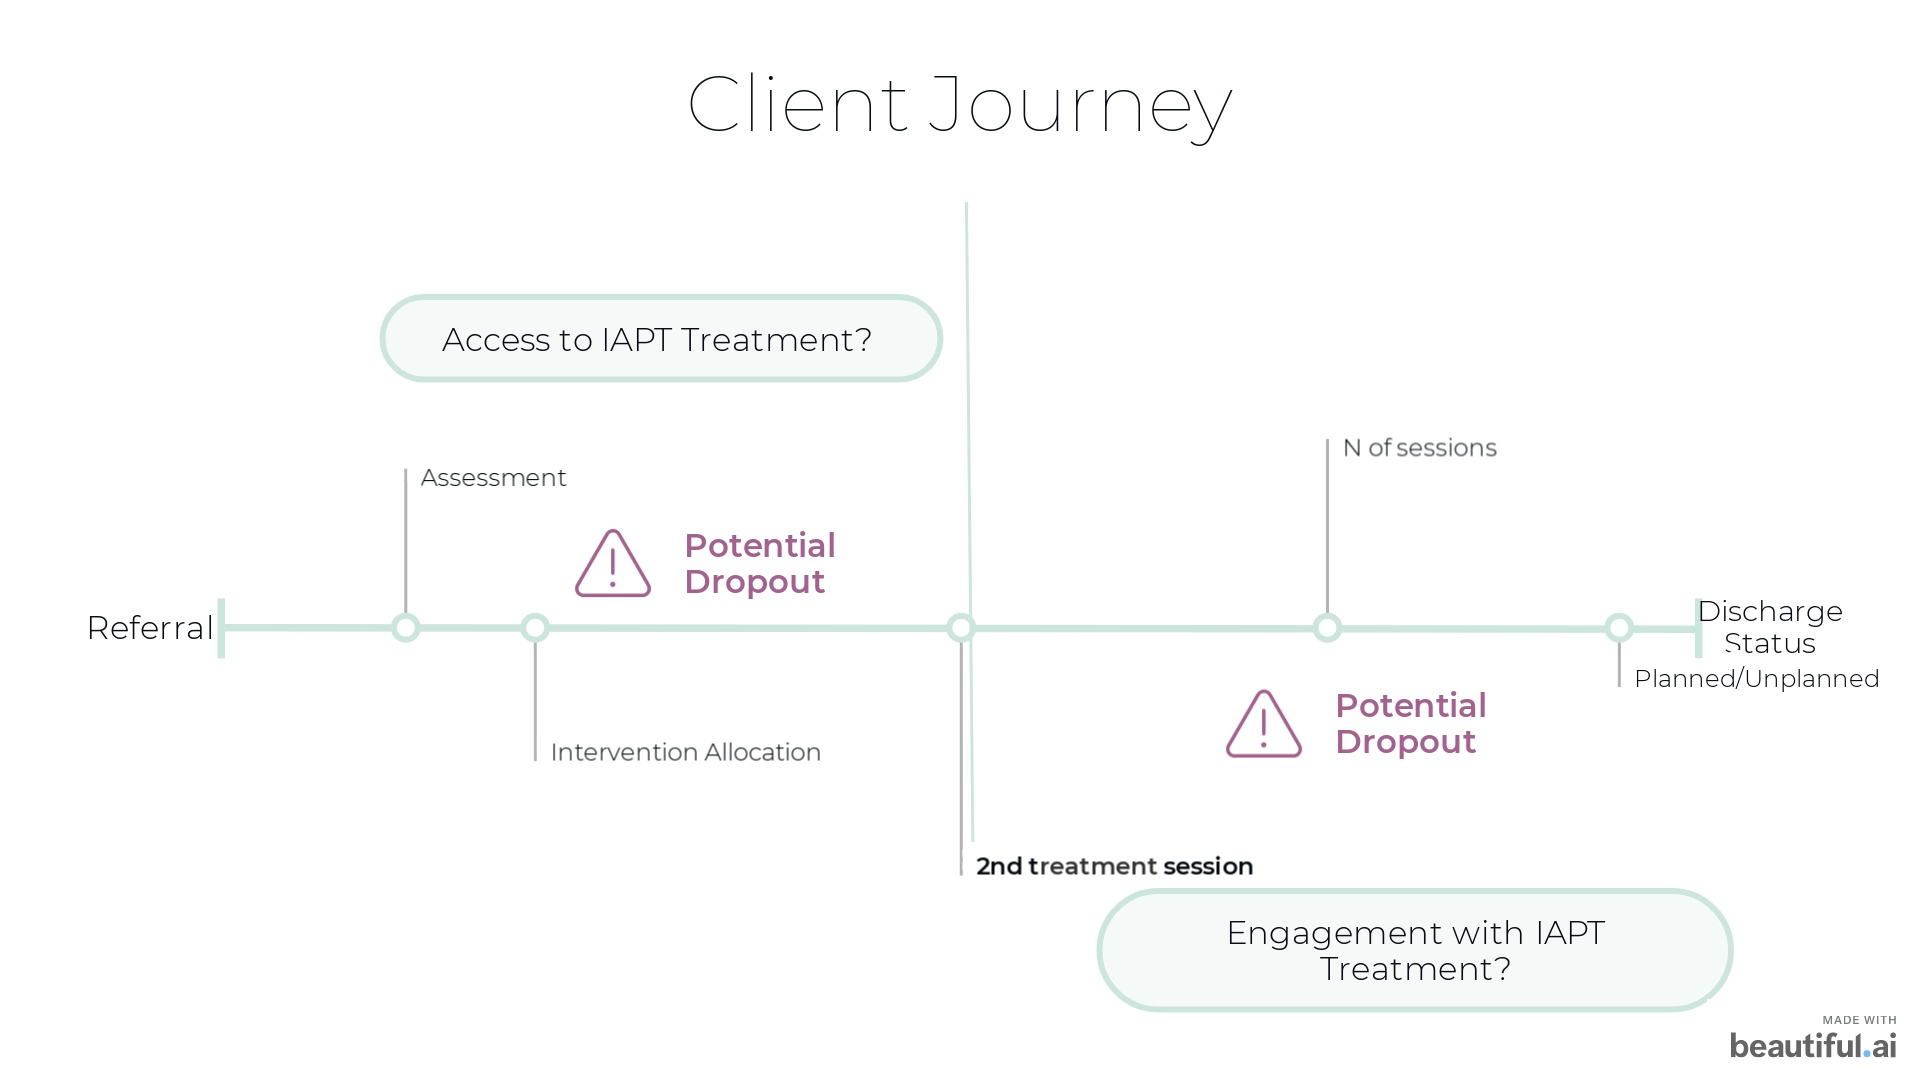 Client Journey
Access to IAPT Treatment?
N of sessions
Assessment
Potential
Dropout
Referral
Discharge
Status
Planned/Unplanned
Potential
Dropout
Intervention Allocation
2nd treatment session
Engagement with IAPT
Treatment?
MADE WITH
beautiful.ai